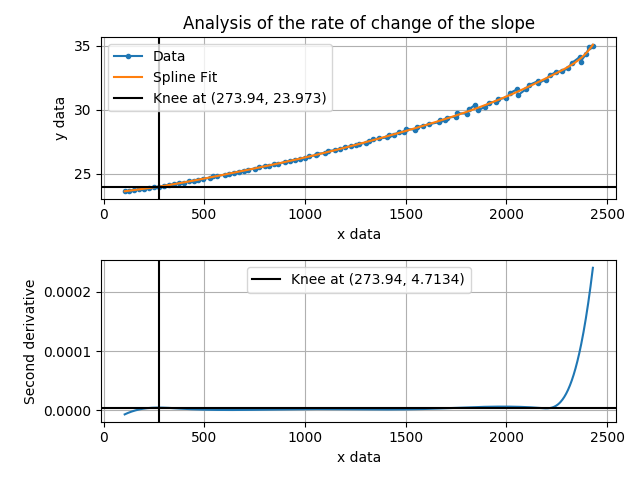 Analysis of the rate of change of the slope
Data
Spline Fit
Knee at (273.94, 23.973)
35
30
25
y data
0 500 1000 1500 2000 2500
x data
Knee at (273.94, 4.7134)
0.0002
0.0001
0.0000
Second derivative
0 500 1000 1500 2000 2500
x data